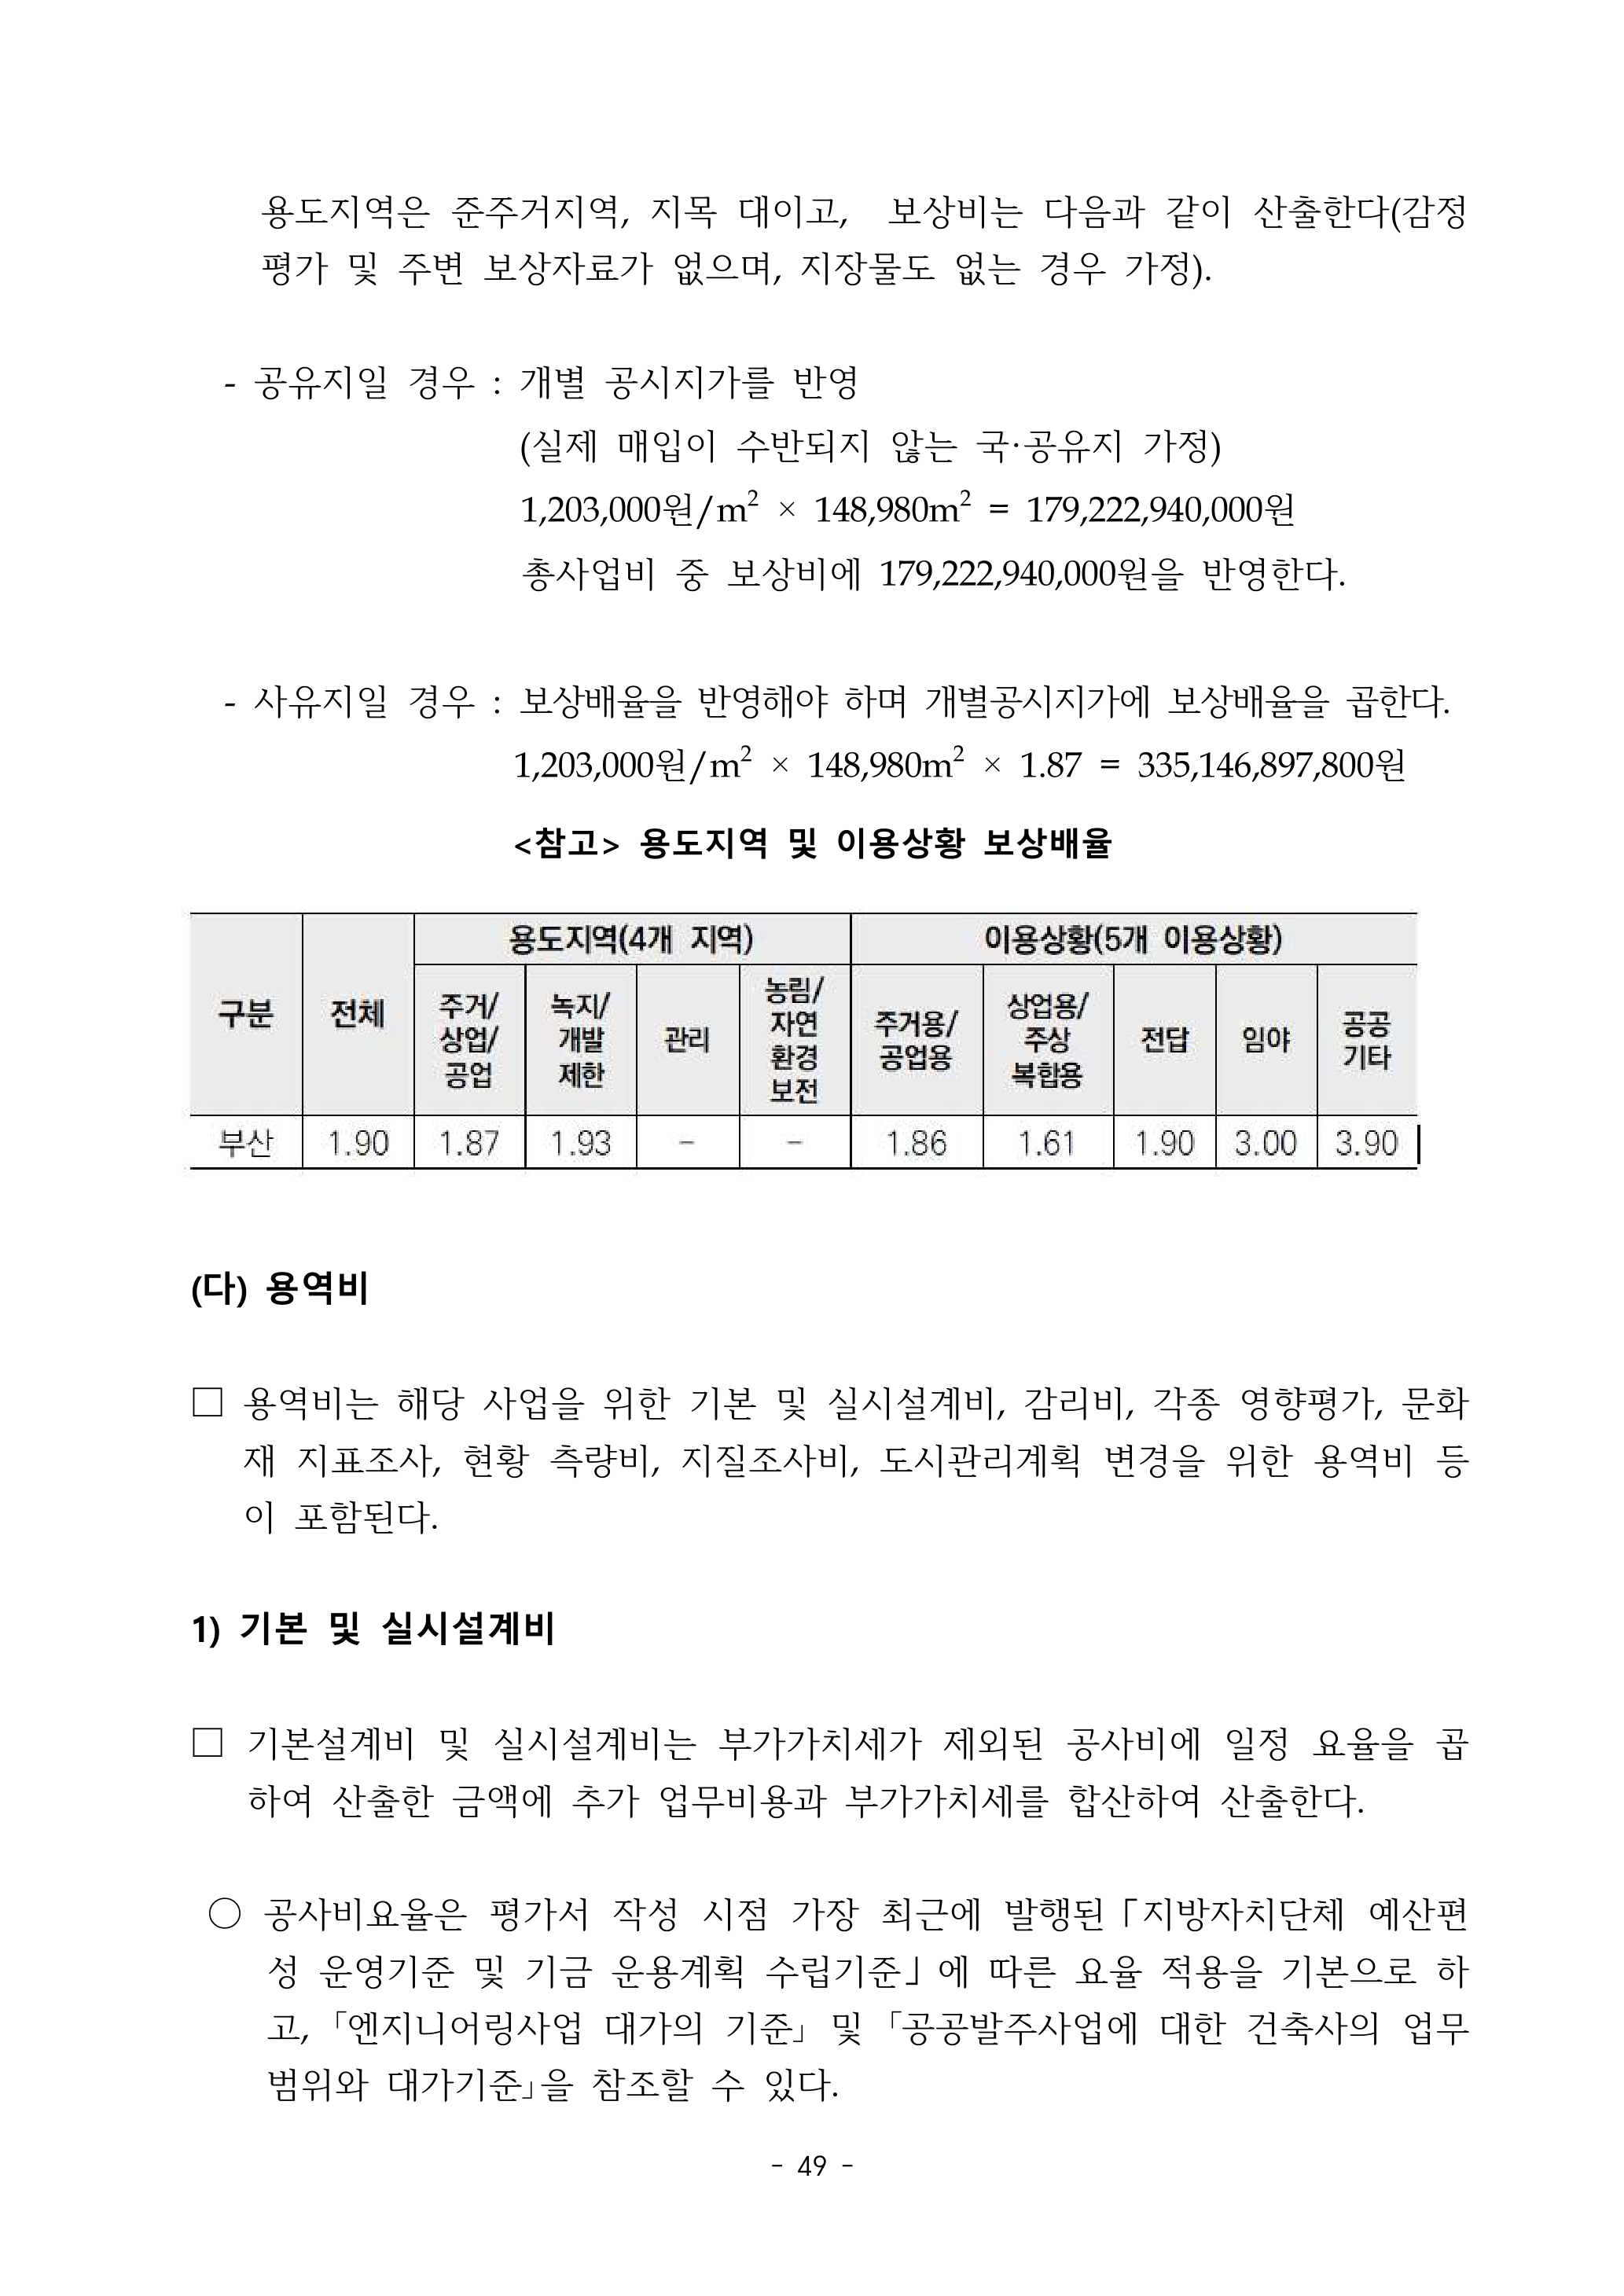 용도지역은 준주거지역, 지목 대이고, 보상비는 다음과 같이 산출한다(감정
평가 및 주변 보상자료가 없으며, 지장물도 없는 경우 가정).
- 공유지일 경우 : 개별 공시지가를 반영
(실제 매입이 수반되지 않는 국·공유지 가정)
1,203,000원/m² × 148,980m² = 179,222,940,000원
총사업비 중 보상비에 179,222,940,000원을 반영한다.
- 사유지일 경우 : 보상배율을 반영해야 하며 개별공시지가에 보상배율을 곱한다.
1,203,000원/m² × 148,980m² × 1.87 = 335,146,897,800원
<참고> 용도지역 및 이용상황 보상배율
구분 전체 용도지역(4개 지역) 이용상황(5개 이용상황)
주거/상업/공업 녹지/개발제한 관리 농림/자연환경보전 주거용/공업용 상업용/주상복합용 전답 임야 공공기타
부산 1.90 1.87 1.93 - - 1.86 1.61 1.90 3.00 3.90
(다) 용역비
□ 용역비는 해당 사업을 위한 기본 및 실시설계비, 감리비, 각종 영향평가, 문화
재 지표조사, 현황 측량비, 지질조사비, 도시관리계획 변경을 위한 용역비 등
이 포함된다.
1) 기본 및 실시설계비
□ 기본설계비 및 실시설계비는 부가가치세가 제외된 공사비에 일정 요율을 곱
하여 산출한 금액에 추가 업무비용과 부가가치세를 합산하여 산출한다.
○ 공사비요율은 평가서 작성 시점 가장 최근에 발행된「지방자치단체 예산편
성 운영기준 및 기금 운용계획 수립기준」에 따른 요율 적용을 기본으로 하
고,「엔지니어링사업 대가의 기준」 및 「공공발주사업에 대한 건축사의 업무
범위와 대가기준」을 참조할 수 있다.
- 49 -